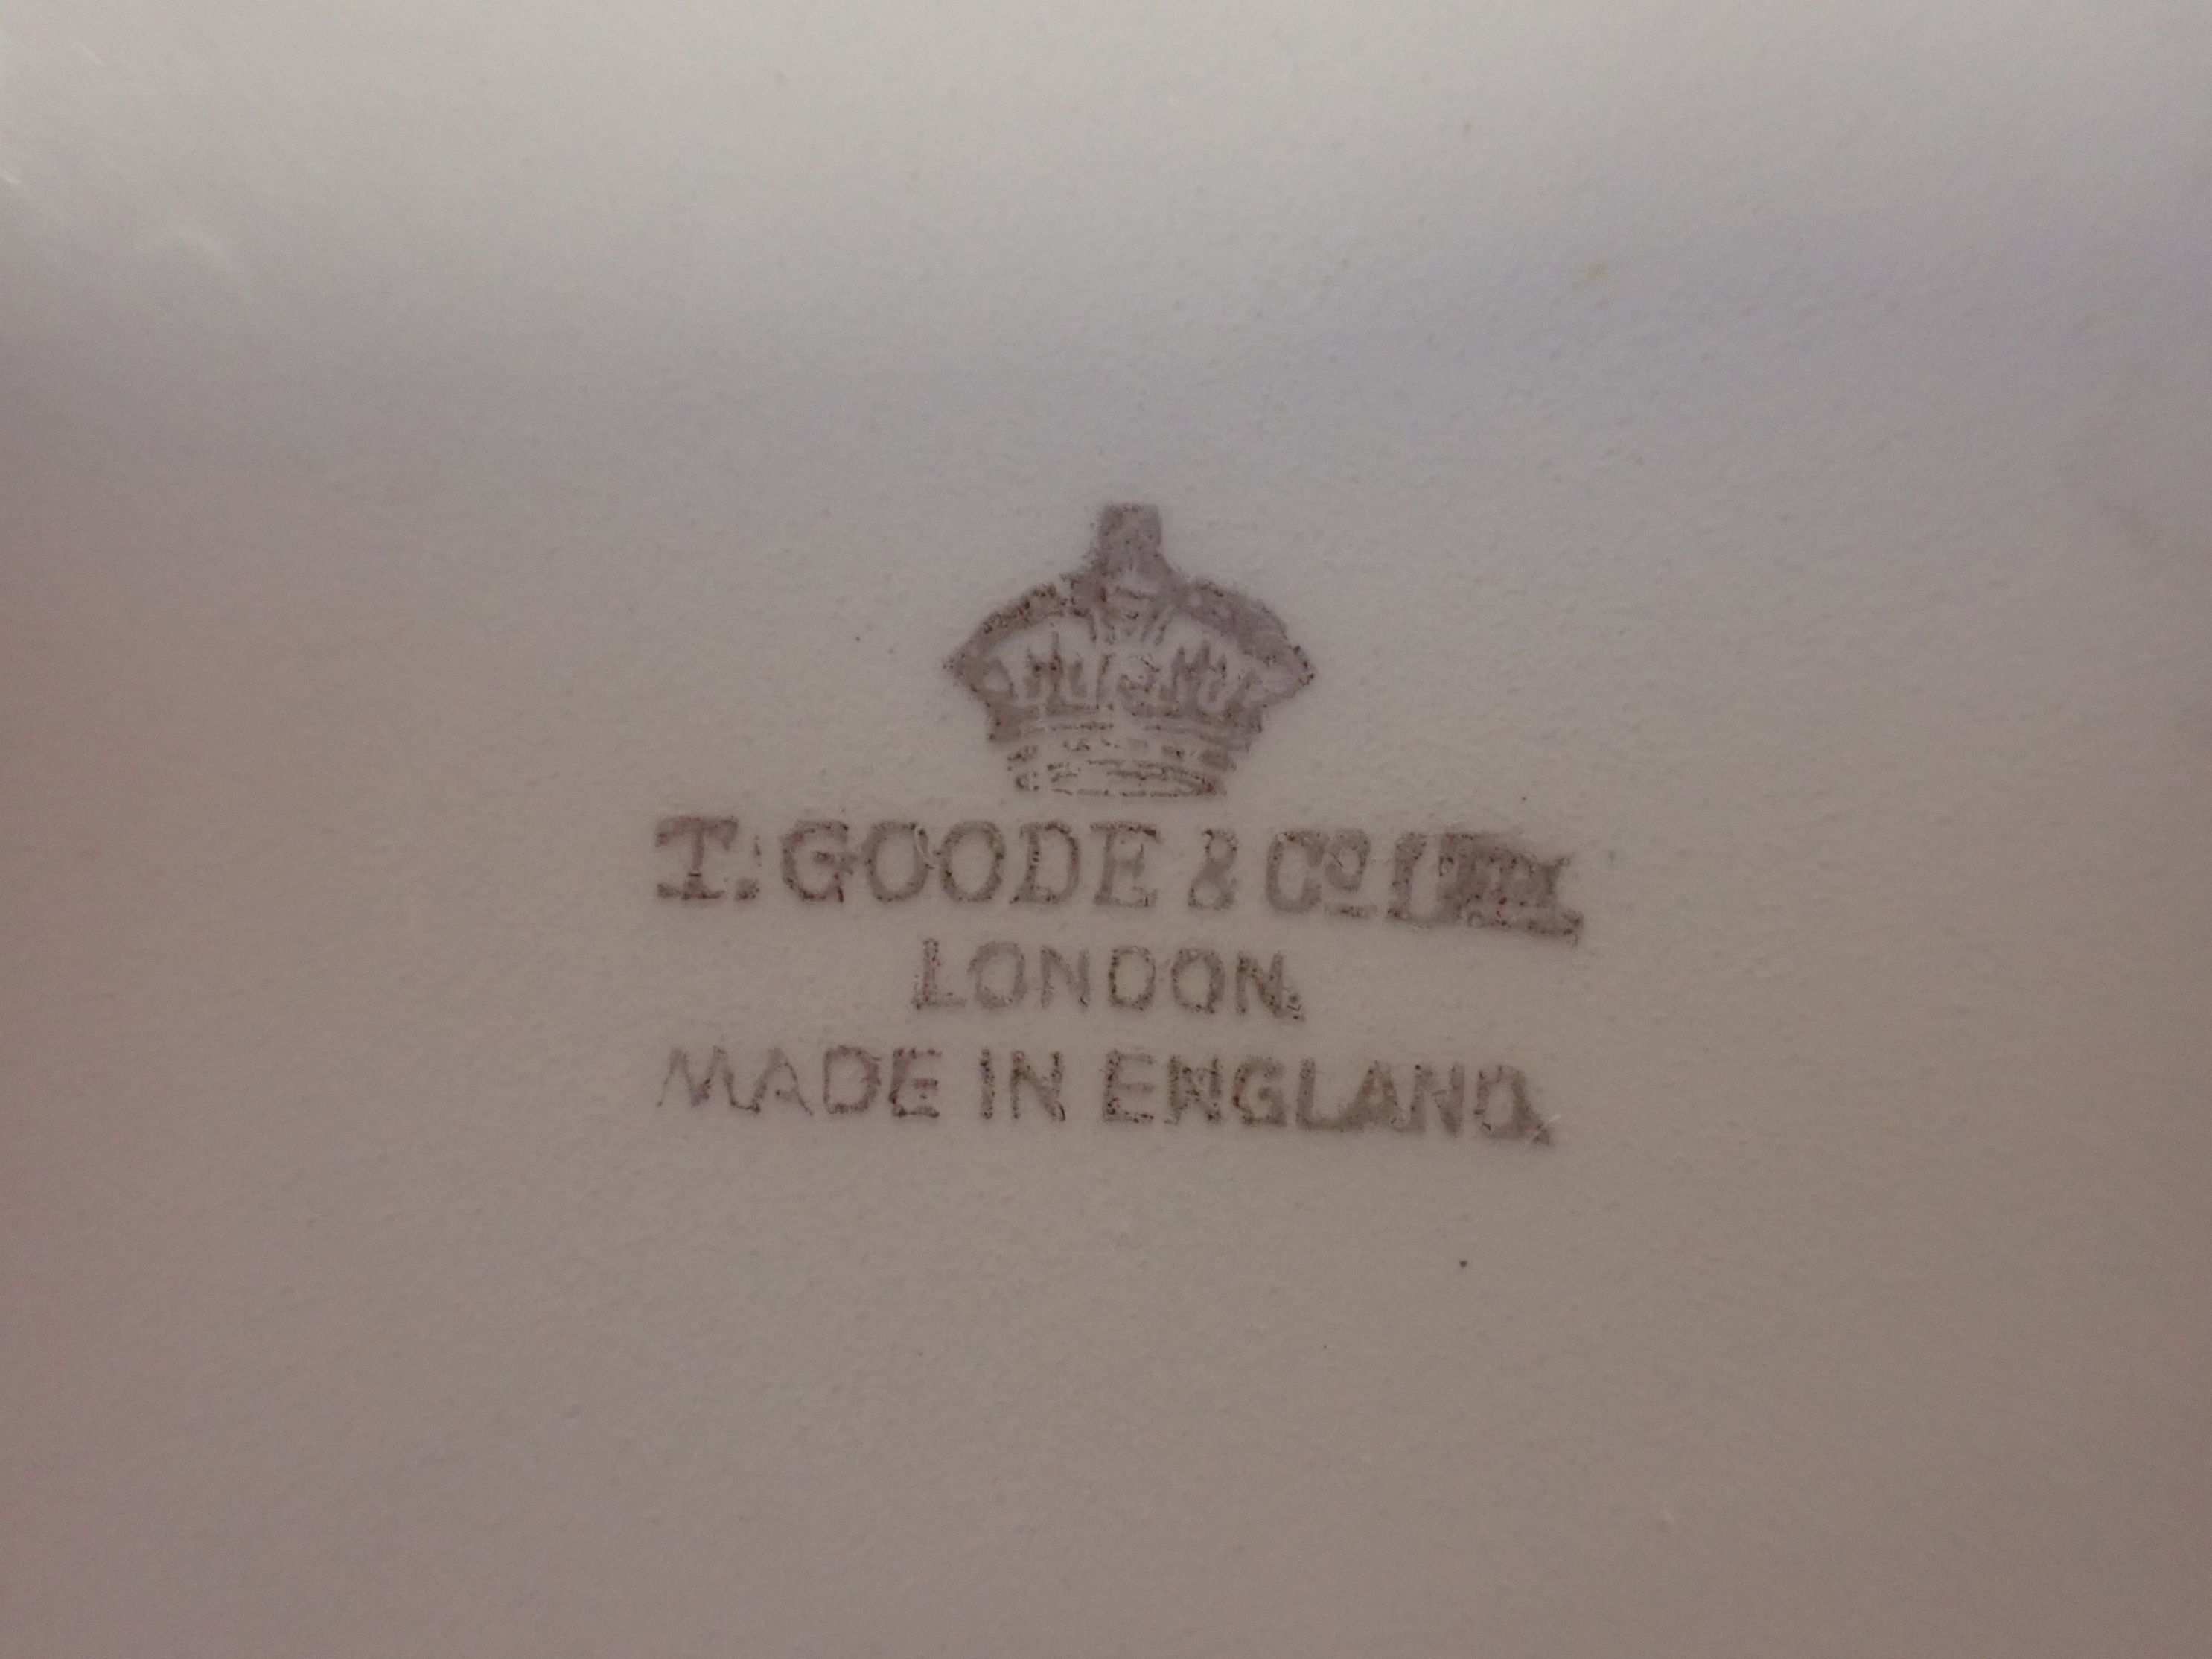 T. GOODE & Co LTD.
LONDON.
MADE IN ENGLAND.